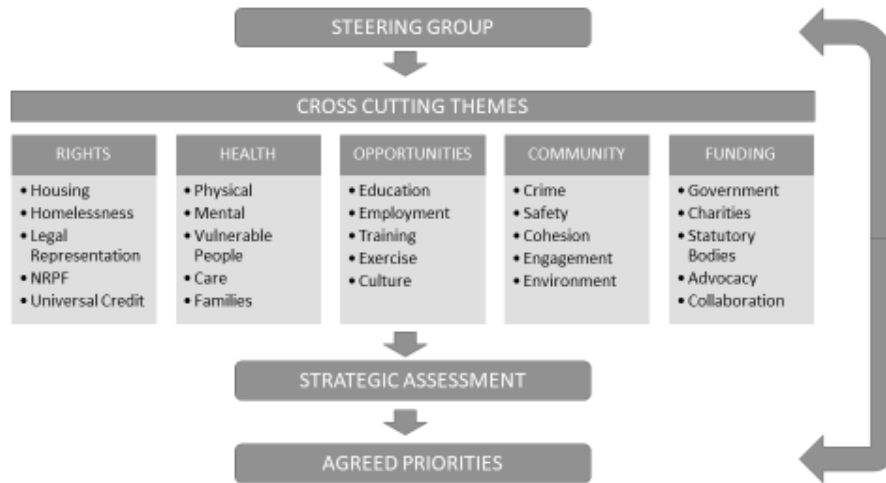 STEERING GROUP
CROSS CUTTING THEMES
RIGHTS
• Housing
• Homelessness
• Legal
Representation
• NRPF
• Universal Credit
HEALTH
• Physical
• Mental
• Vulnerable
People
• Care
• Families
OPPORTUNITIES
• Education
• Employment
• Training
• Exercise
• Culture
COMMUNITY
• Crime
• Safety
• Cohesion
• Engagement
• Environment
FUNDING
• Government
• Charities
• Statutory
Bodies
• Advocacy
• Collaboration
STRATEGIC ASSESSMENT
AGREED PRIORITIES